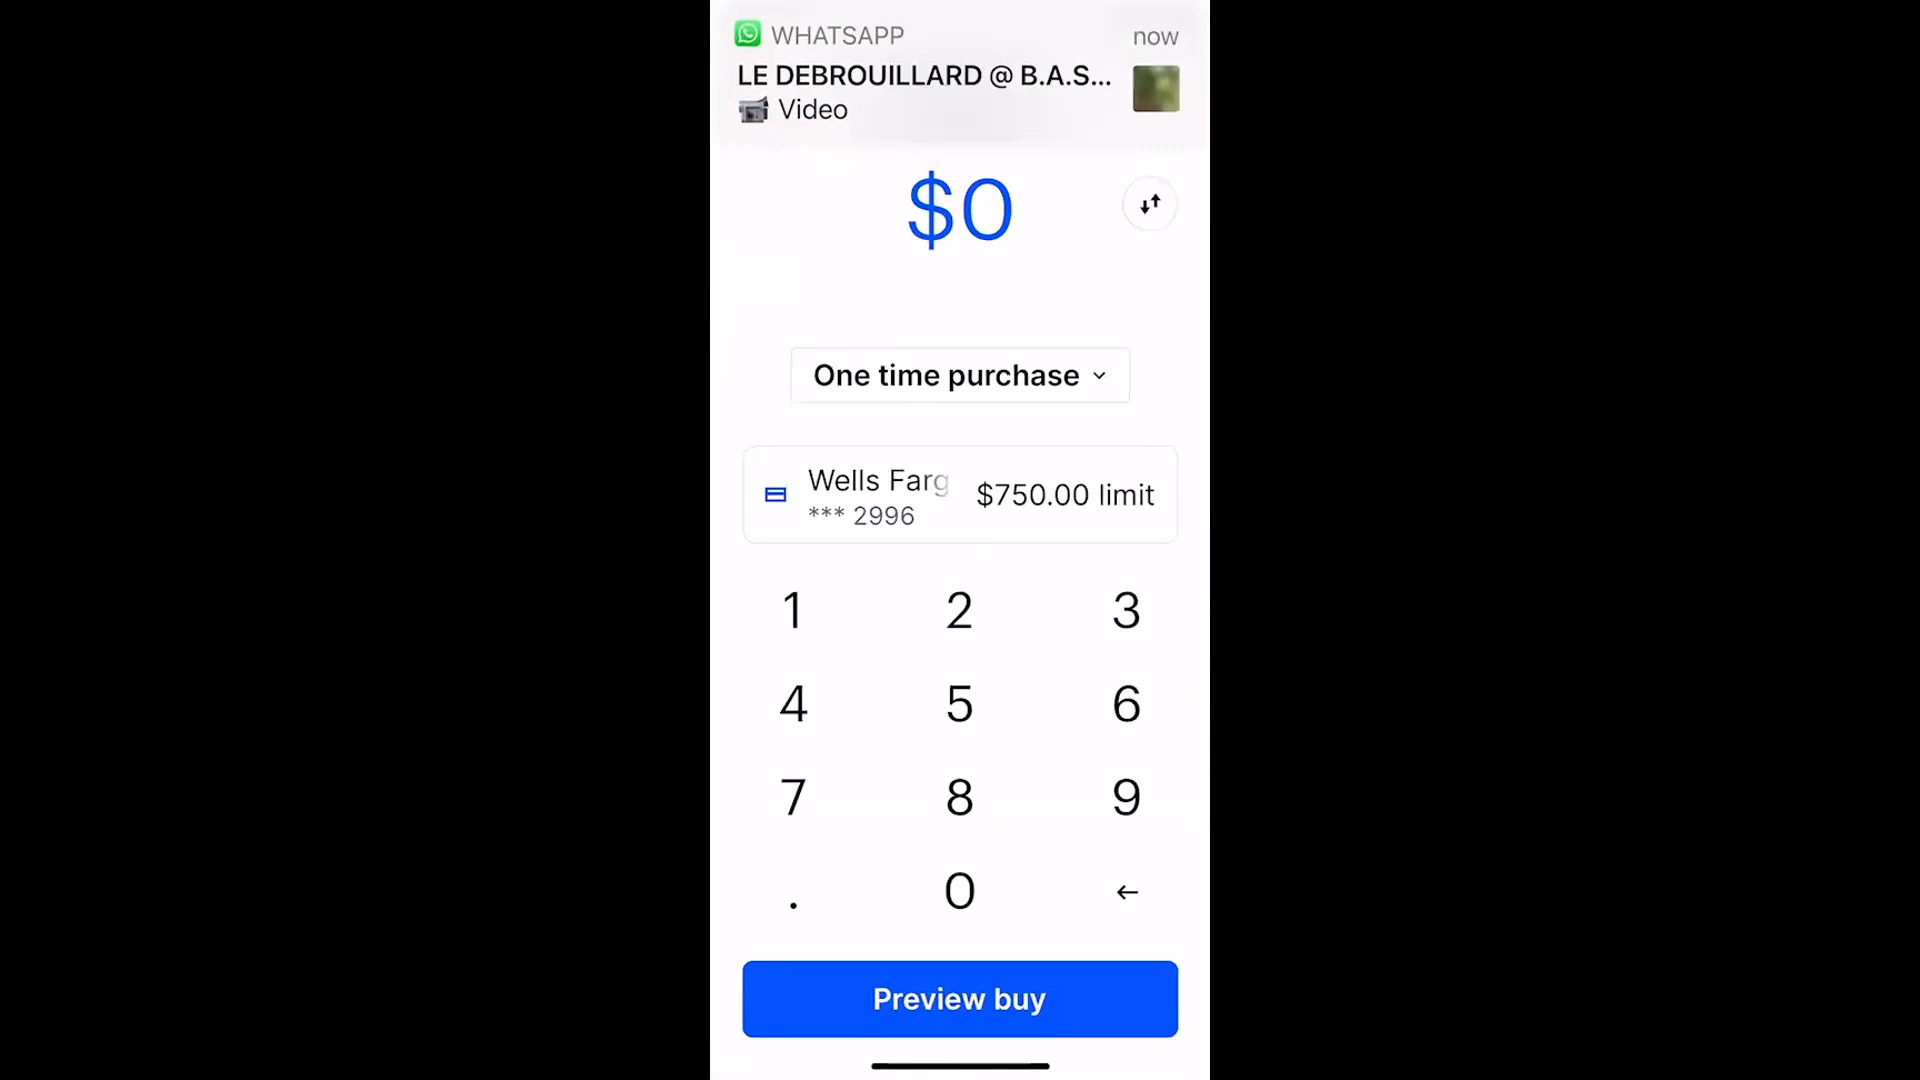 WHATSAPP now
LE DEBROUILLARD @ B.A.S...
Video
$0
One time purchase
Wells Farg
*** 2996
$750.00 limit
1 2 3
4 5 6
7 8 9
. 0 ←
Preview buy